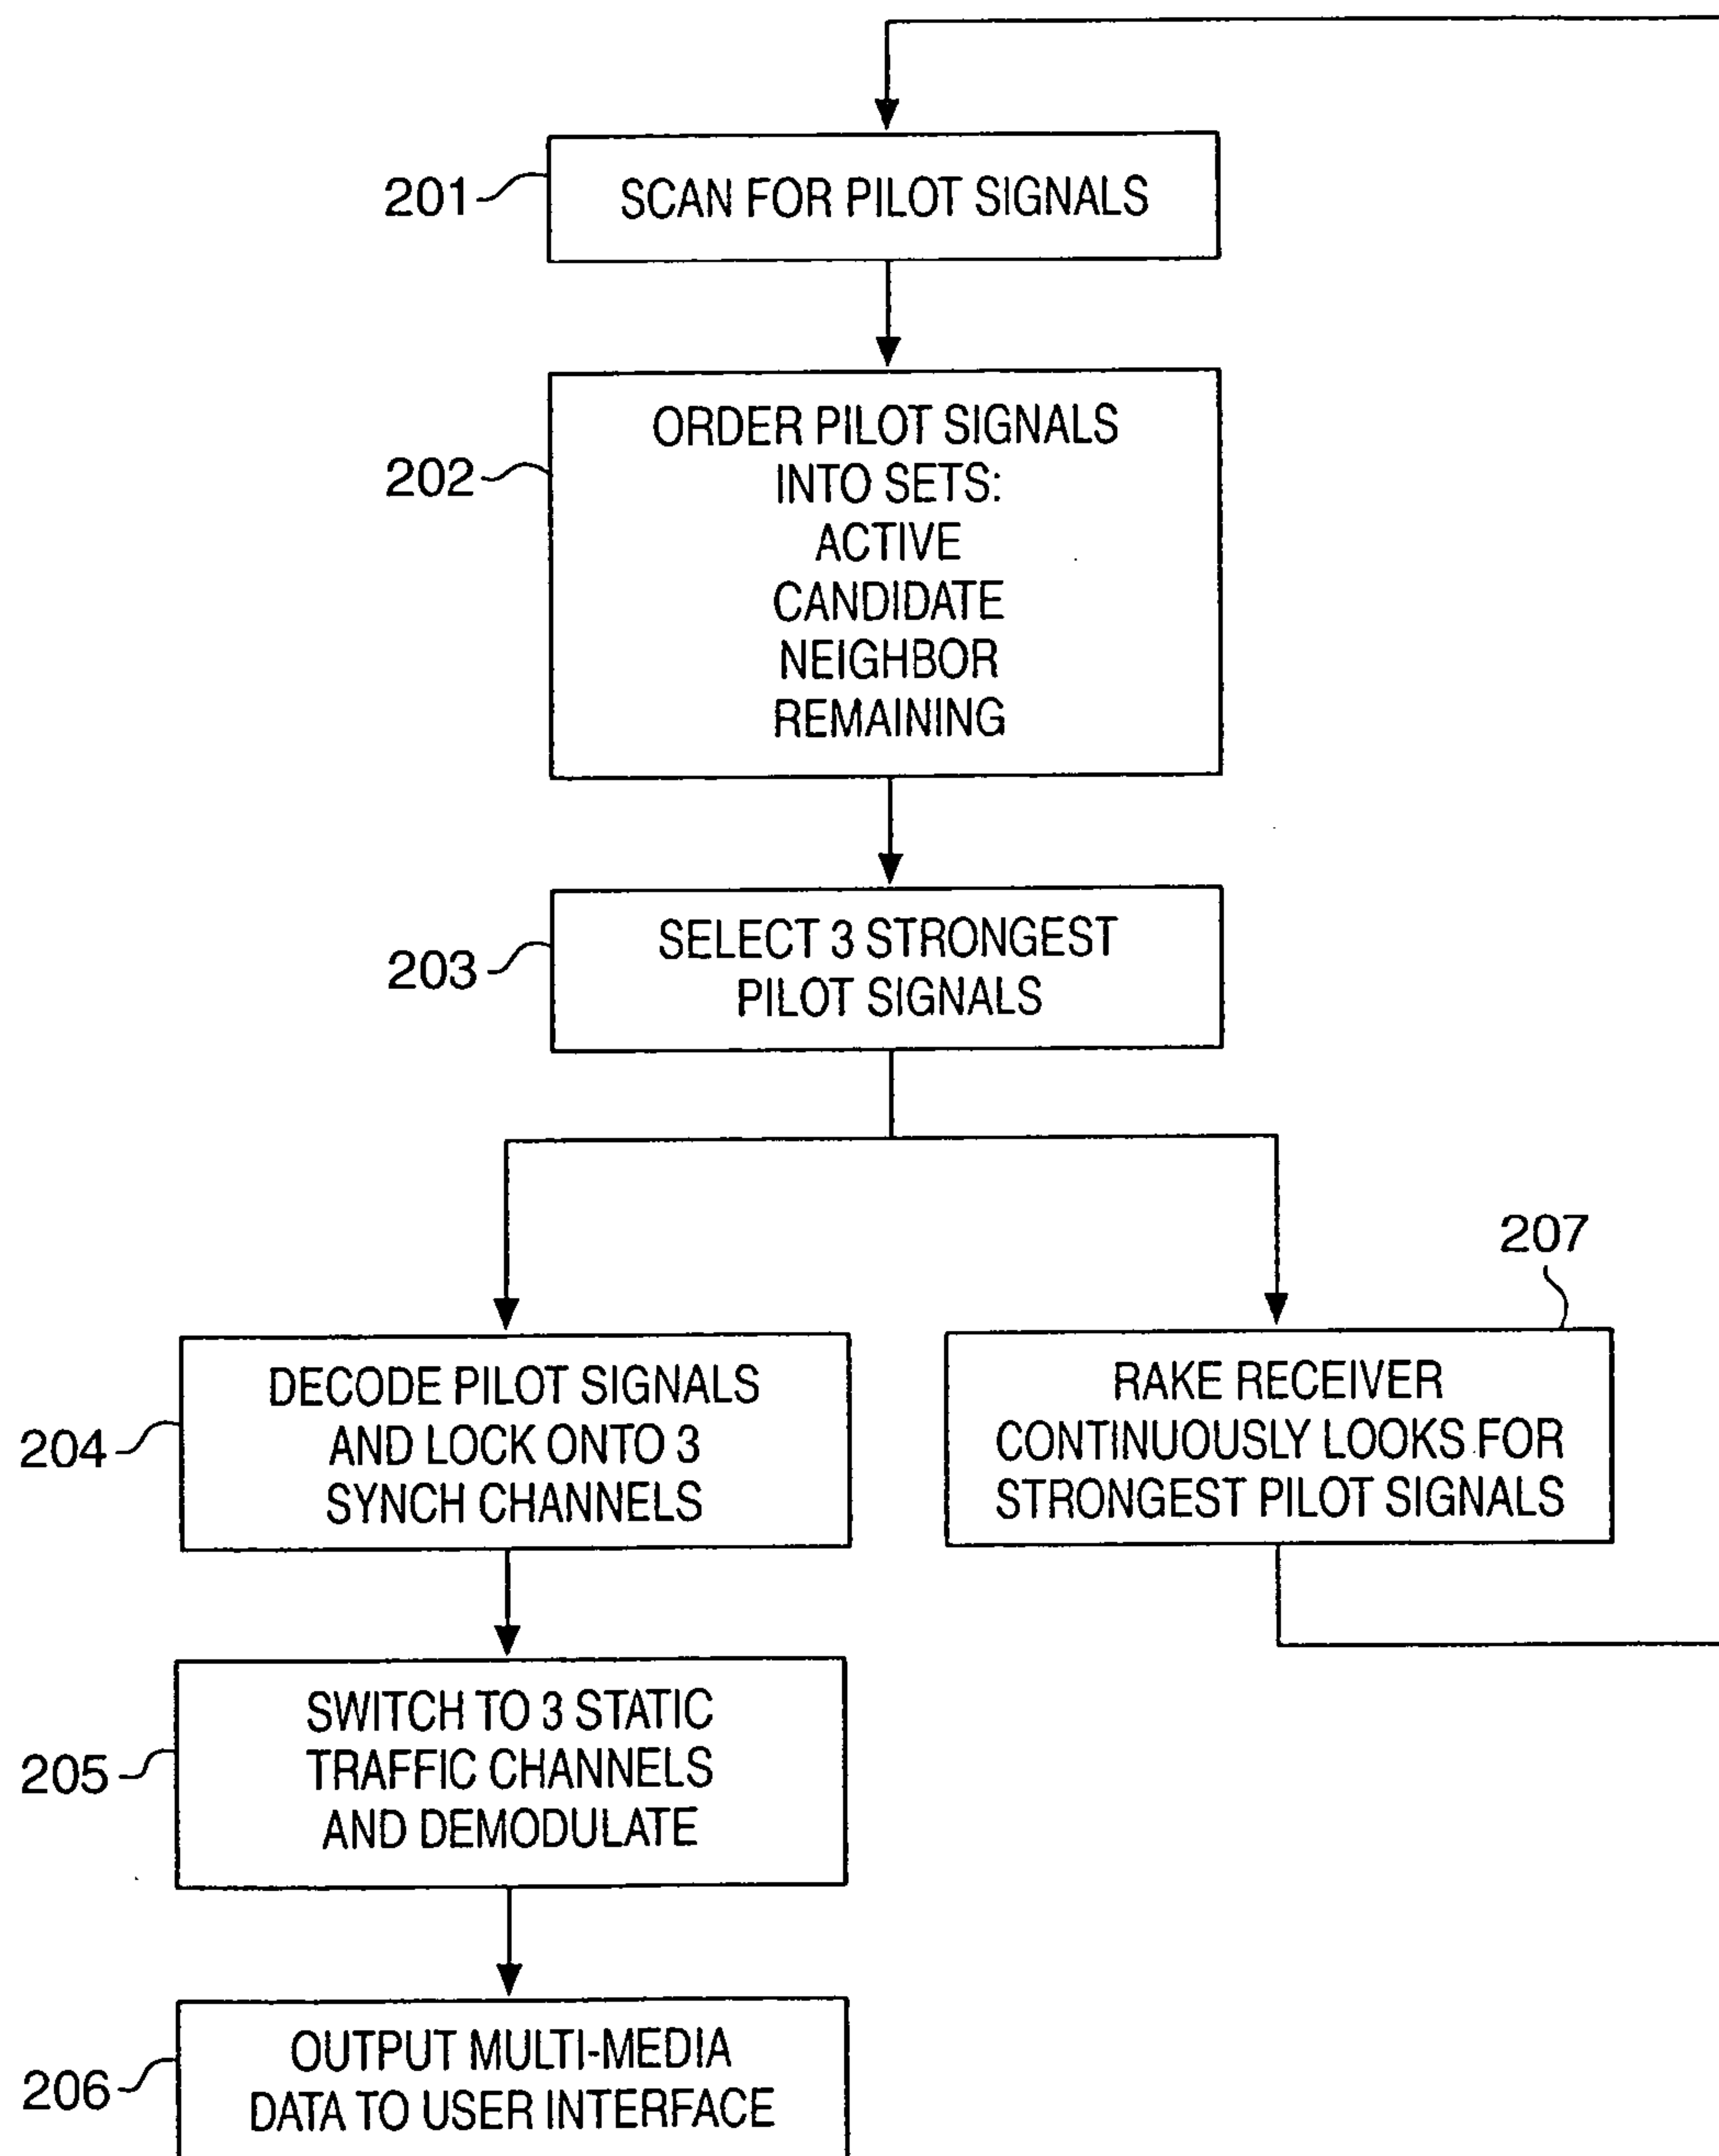 201
SCAN FOR PILOT SIGNALS
202
ORDER PILOT SIGNALS
INTO SETS:
ACTIVE
CANDIDATE
NEIGHBOR
REMAINING
203
SELECT 3 STRONGEST
PILOT SIGNALS
204
DECODE PILOT SIGNALS
AND LOCK ONTO 3
SYNCH CHANNELS
207
RAKE RECEIVER
CONTINUOUSLY LOOKS FOR
STRONGEST PILOT SIGNALS
205
SWITCH TO 3 STATIC
TRAFFIC CHANNELS
AND DEMODULATE
206
OUTPUT MULTI-MEDIA
DATA TO USER INTERFACE